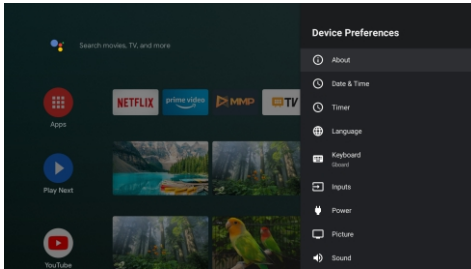 Device Preferences
Search movies, TV, and more
About
Date & Time
NETFLIX
prime video
MMP
TV
Timer
Apps
Language
Keyboard
Gboard
Inputs
Play Next
Power
Picture
Sound
YouTube